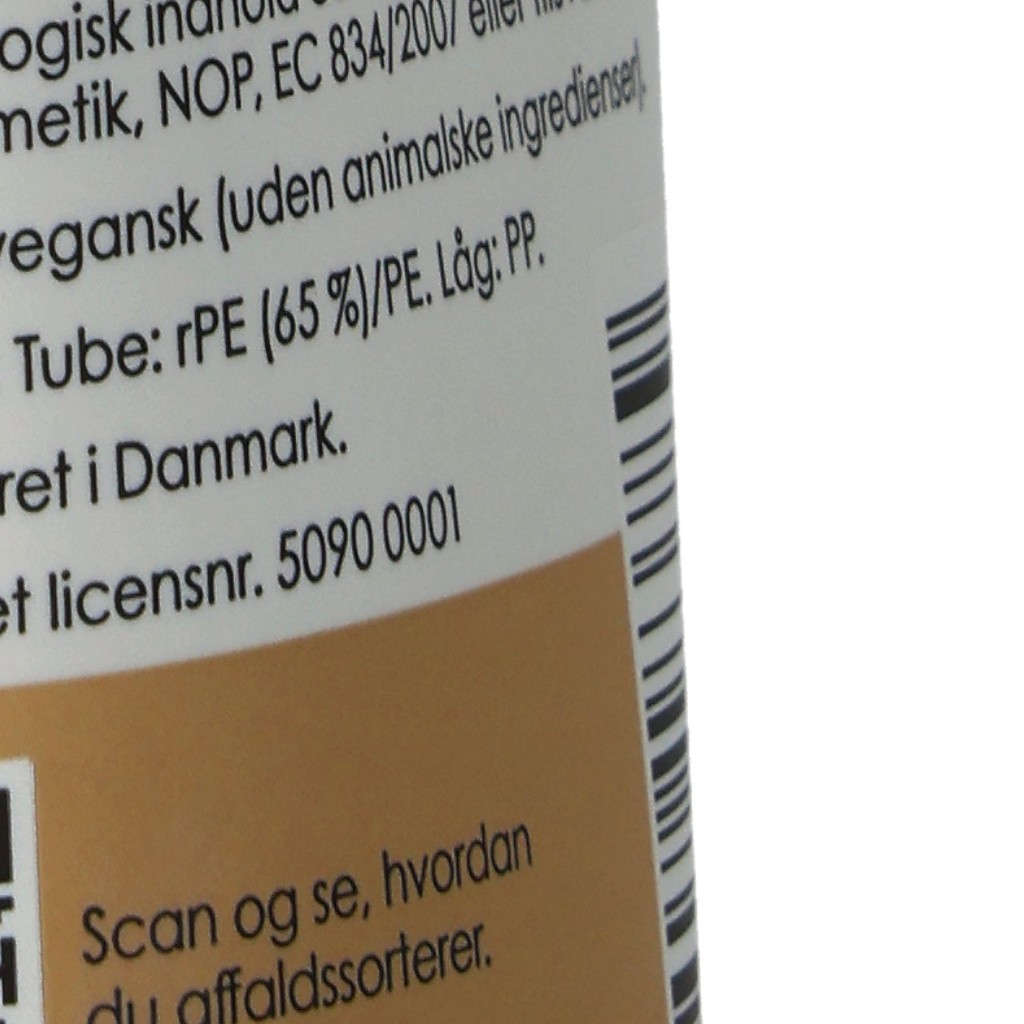 ogisk indhold
metik, NOP, EC 834/2007 eller
vegansk (uden animalske ingredienser).
Tube: rPE (65 %)/PE. Låg: PP.
ret i Danmark.
et licensnr. 5090 0001
Scan og se, hvordan
du affaldssorterer.